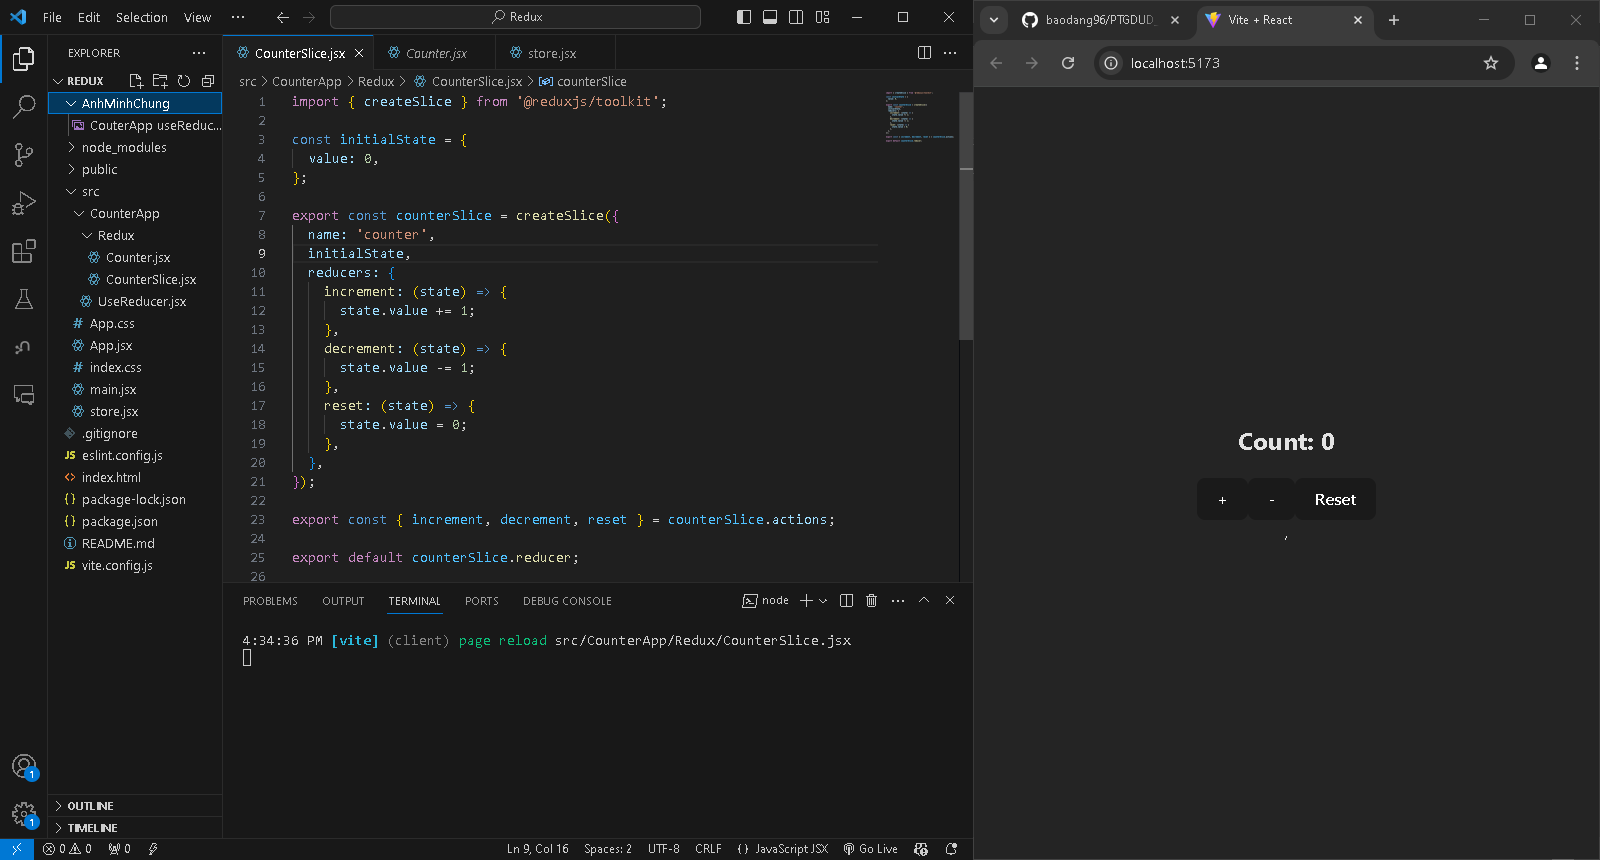 File Edit Selection View ··· Redux
EXPLORER ···
REDUX
AnhMinhChung
CouterApp useReduc...
node_modules
public
src
CounterApp
Redux
Counter.jsx
CounterSlice.jsx
UseReducer.jsx
# App.css
App.jsx
# index.css
main.jsx
store.jsx
.gitignore
JS eslint.config.js
<> index.html
{} package-lock.json
{} package.json
README.md
JS vite.config.js
OUTLINE
TIMELINE
1
1
CounterSlice.jsx Counter.jsx store.jsx
src > CounterApp > Redux > CounterSlice.jsx > counterSlice
1 import { createSlice } from '@reduxjs/toolkit';
2
3 const initialState = {
4 value: 0,
5 };
6
7 export const counterSlice = createSlice({
8 name: 'counter',
9 initialState,
10 reducers: {
11 increment: (state) => {
12 state.value += 1;
13 },
14 decrement: (state) => {
15 state.value -= 1;
16 },
17 reset: (state) => {
18 state.value = 0;
19 },
20 },
21 });
22
23 export const { increment, decrement, reset } = counterSlice.actions;
24
25 export default counterSlice.reducer;
26
PROBLEMS OUTPUT TERMINAL PORTS DEBUG CONSOLE node
4:34:36 PM [vite] (client) page reload src/CounterApp/Redux/CounterSlice.jsx
0 0 0 Ln 9, Col 16 Spaces: 2 UTF-8 CRLF {} JavaScript JSX Go Live
baodang96/PTGDUD_ Vite + React
localhost:5173
Count: 0
+ - Reset
,